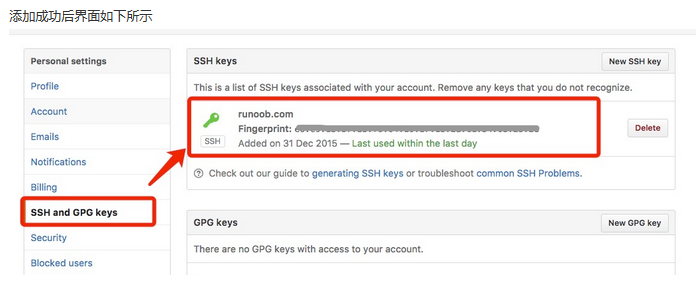 添加成功后界面如下所示
Personal settings
Profile
Account
Emails
Notifications
Billing
SSH and GPG keys
Security
Blocked users
SSH keys
New SSH key
This is a list of SSH keys associated with your account. Remove any keys that you do not recognize.
runoob.com
Fingerprint:
SSH
Added on 31 Dec 2015 — Last used within the last day
Delete
Check out our guide to generating SSH keys or troubleshoot common SSH Problems.
GPG keys
New GPG key
There are no GPG keys with access to your account.